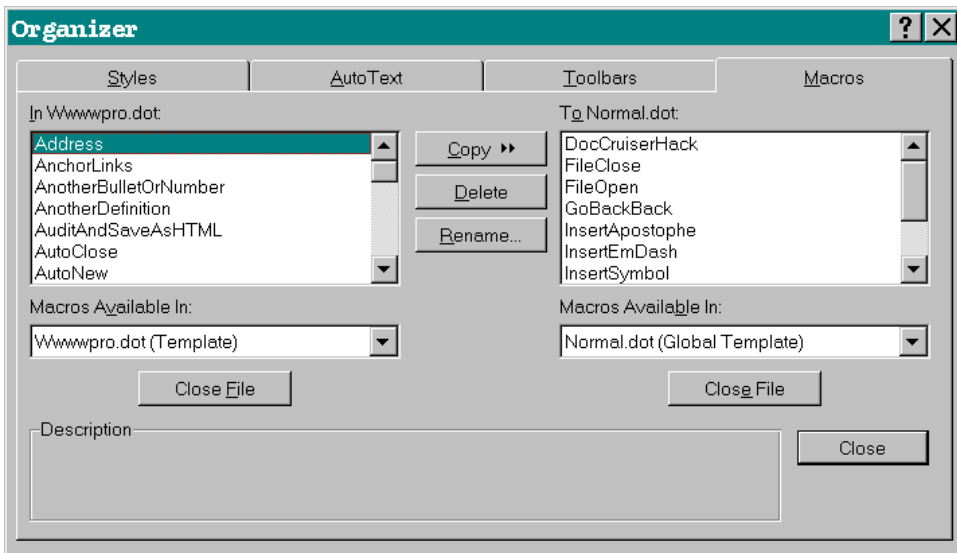 Organizer
Styles AutoText Toolbars Macros
In Wwwwpro.dot:
Address
AnchorLinks
AnotherBulletOrNumber
AnotherDefinition
AuditAndSaveAsHTML
AutoClose
AutoNew
Copy
Delete
Rename...
To Normal.dot:
DocCruiserHack
FileClose
FileOpen
GoBackBack
InsertApostophe
InsertEmDash
InsertSymbol
Macros Available In:
Wwwwpro.dot (Template)
Close File
Macros Available In:
Normal.dot (Global Template)
Close File
Description
Close